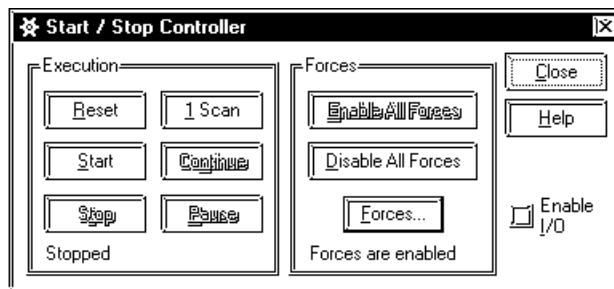 Start / Stop Controller
Execution
Reset
1 Scan
Start
Continue
Stop
Pause
Stopped
Forces
Enable All Forces
Disable All Forces
Forces...
Forces are enabled
Close
Help
Enable
I/O